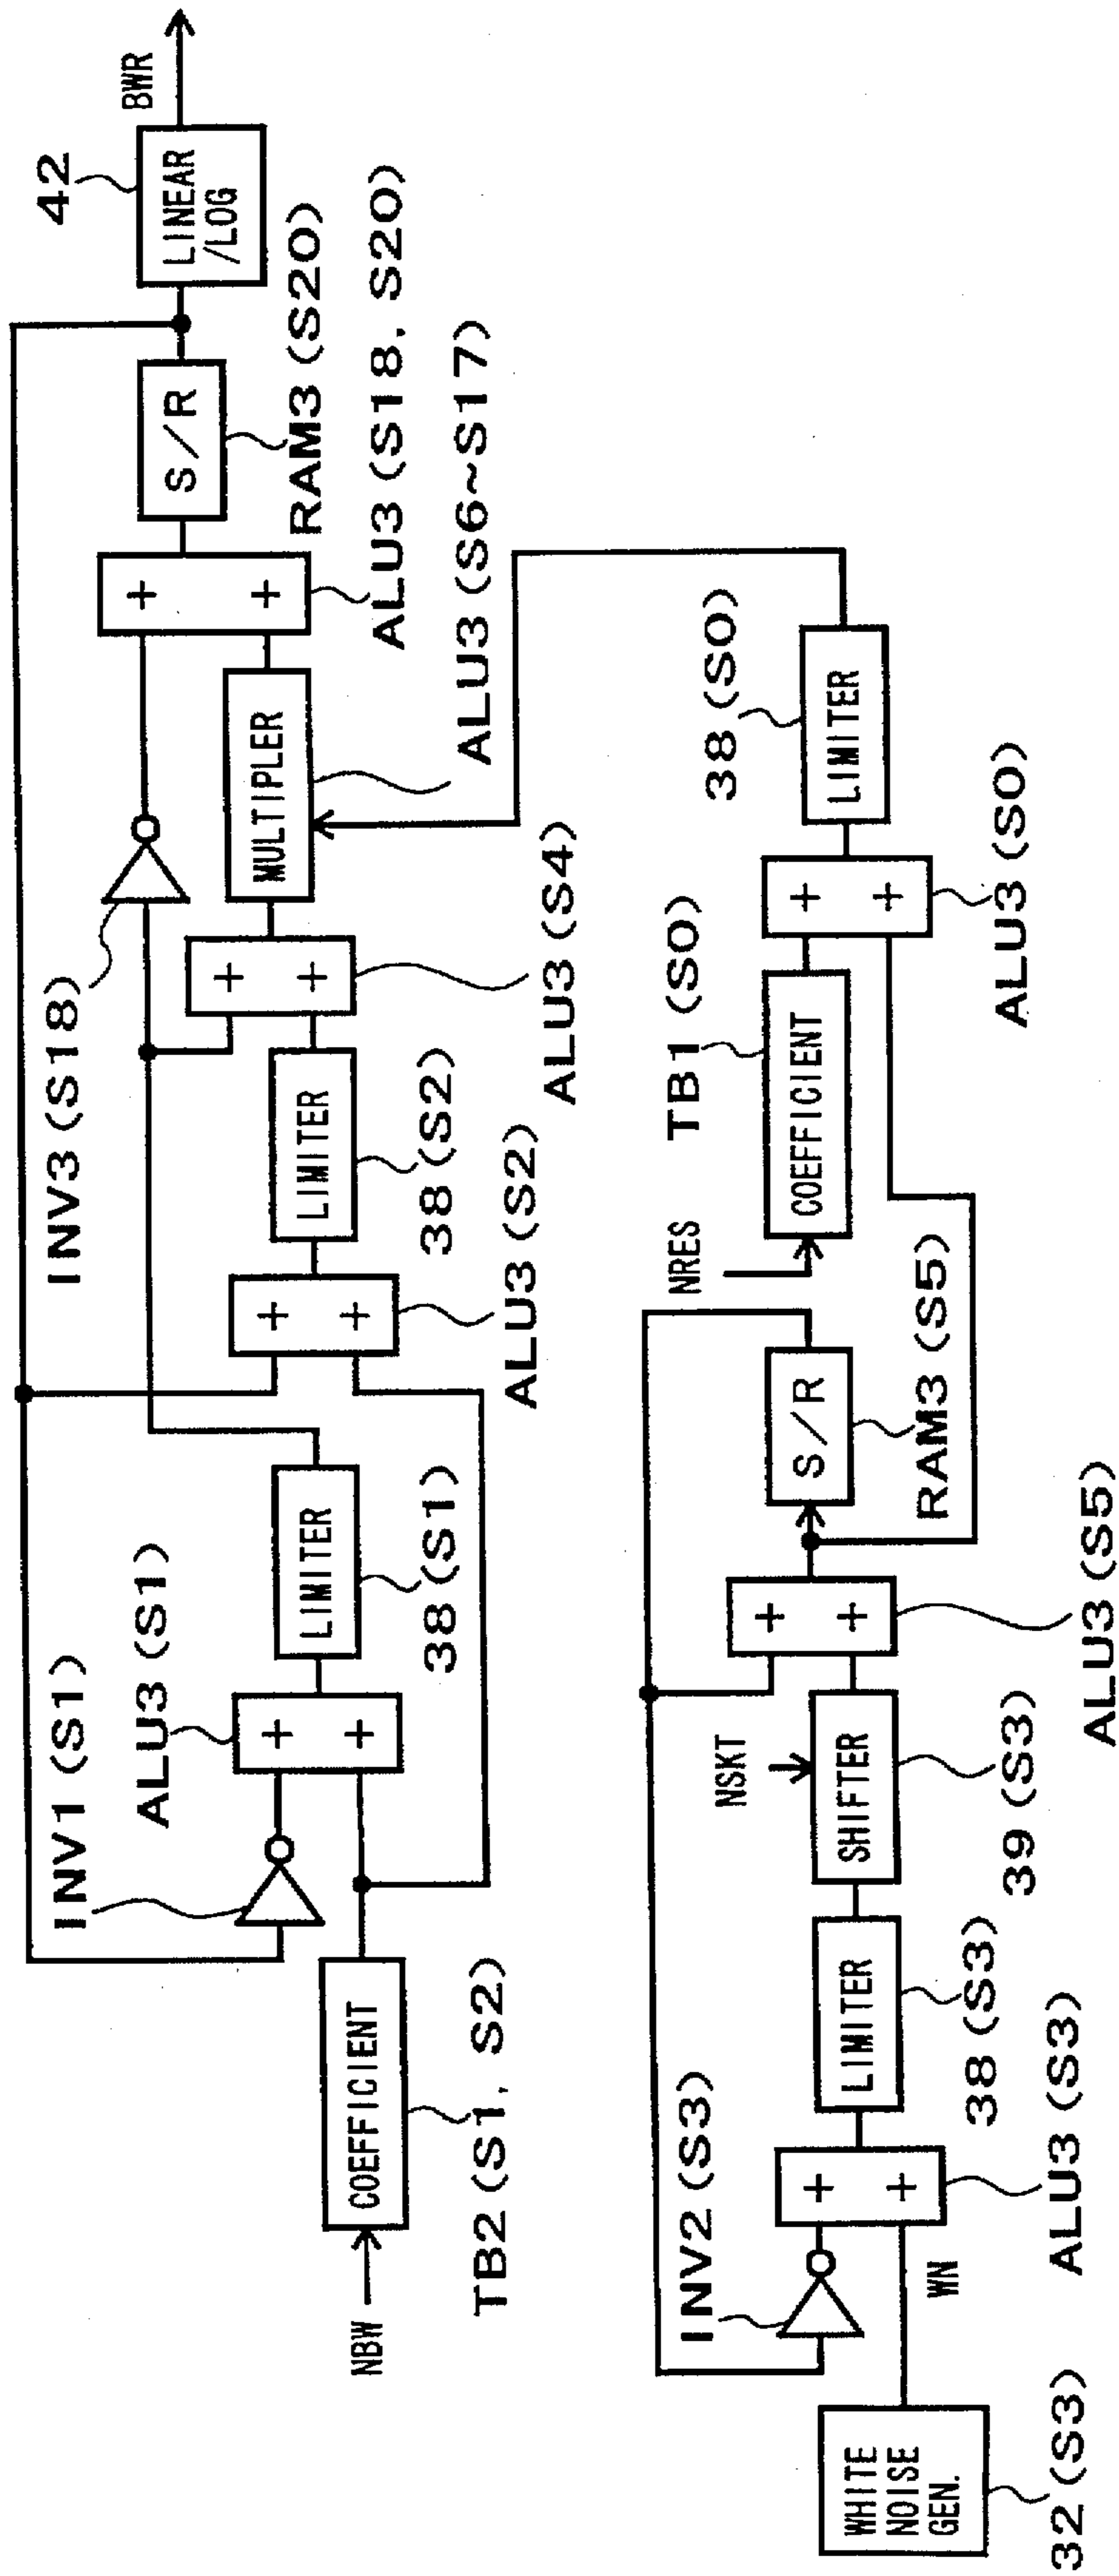 NBW
COEFFICIENT
TB2 (S1, S2)
INV1 (S1)
ALU3 (S1)
+
+
LIMITER
38 (S1)
+
+
ALU3 (S2)
LIMITER
38 (S2)
INV3 (S18)
+
+
ALU3 (S4)
MULTIPLER
ALU3 (S6~S17)
+
+
ALU3 (S18, S20)
S/R
RAM3 (S20)
42
LINEAR
/LOG
BWR
WHITE
NOISE
GEN.
32 (S3)
WN
INV2 (S3)
+
+
ALU3 (S3)
LIMITER
38 (S3)
NSKT
SHIFTER
39 (S3)
+
+
ALU3 (S5)
S/R
RAM3 (S5)
NRES
COEFFICIENT
TB1 (S0)
+
+
ALU3 (S0)
LIMITER
38 (S0)